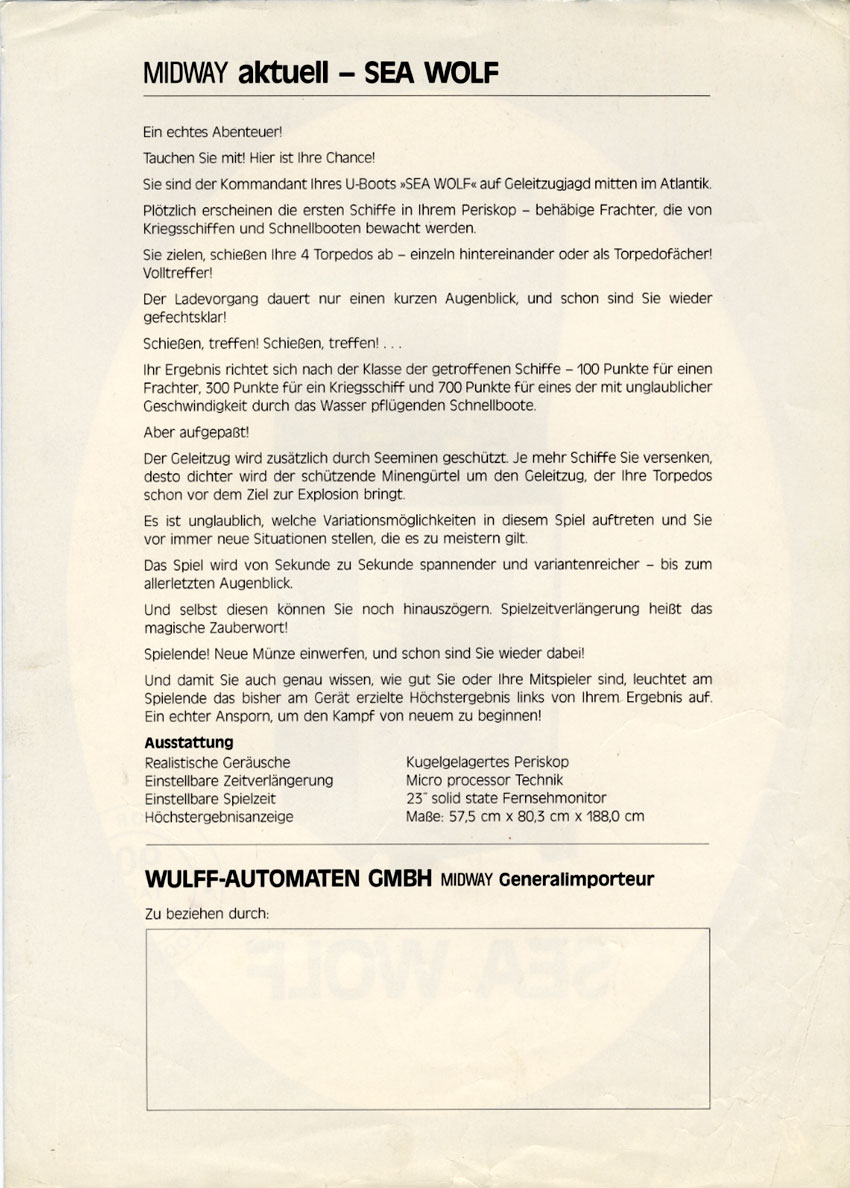 MIDWAY aktuell – SEA WOLF
Ein echtes Abenteuer!
Tauchen Sie mit! Hier ist Ihre Chance!
Sie sind der Kommandant Ihres U-Boots »SEA WOLF« auf Geleitzugjagd mitten im Atlantik.
Plötzlich erscheinen die ersten Schiffe in Ihrem Periskop – behäbige Frachter, die von
Kriegsschiffen und Schnellbooten bewacht werden.
Sie zielen, schießen Ihre 4 Torpedos ab – einzeln hintereinander oder als Torpedofächer!
Volltreffer!
Der Ladevorgang dauert nur einen kurzen Augenblick, und schon sind Sie wieder
gefechtsklar!
Schießen, treffen! Schießen, treffen! . . .
Ihr Ergebnis richtet sich nach der Klasse der getroffenen Schiffe – 100 Punkte für einen
Frachter, 300 Punkte für ein Kriegsschiff und 700 Punkte für eines der mit unglaublicher
Geschwindigkeit durch das Wasser pflügenden Schnellboote.
Aber aufgepaßt!
Der Geleitzug wird zusätzlich durch Seeminen geschützt. Je mehr Schiffe Sie versenken,
desto dichter wird der schützende Minengürtel um den Geleitzug, der Ihre Torpedos
schon vor dem Ziel zur Explosion bringt.
Es ist unglaublich, welche Variationsmöglichkeiten in diesem Spiel auftreten und Sie
vor immer neue Situationen stellen, die es zu meistern gilt.
Das Spiel wird von Sekunde zu Sekunde spannender und variantenreicher – bis zum
allerletzten Augenblick.
Und selbst diesen können Sie noch hinauszögern. Spielzeitverlängerung heißt das
magische Zauberwort!
Spielende! Neue Münze einwerfen, und schon sind Sie wieder dabei!
Und damit Sie auch genau wissen, wie gut Sie oder Ihre Mitspieler sind, leuchtet am
Spielende das bisher am Gerät erzielte Höchstergebnis links von Ihrem Ergebnis auf.
Ein echter Ansporn, um den Kampf von neuem zu beginnen!
Ausstattung
Realistische Geräusche
Einstellbare Zeitverlängerung
Einstellbare Spielzeit
Höchstergebnisanzeige
Kugelgelagertes Periskop
Micro processor Technik
23" solid state Fernsehmonitor
Maße: 57,5 cm x 80,3 cm x 188,0 cm
WULFF-AUTOMATEN GMBH MIDWAY Generalimporteur
Zu beziehen durch:
SEA WOLF